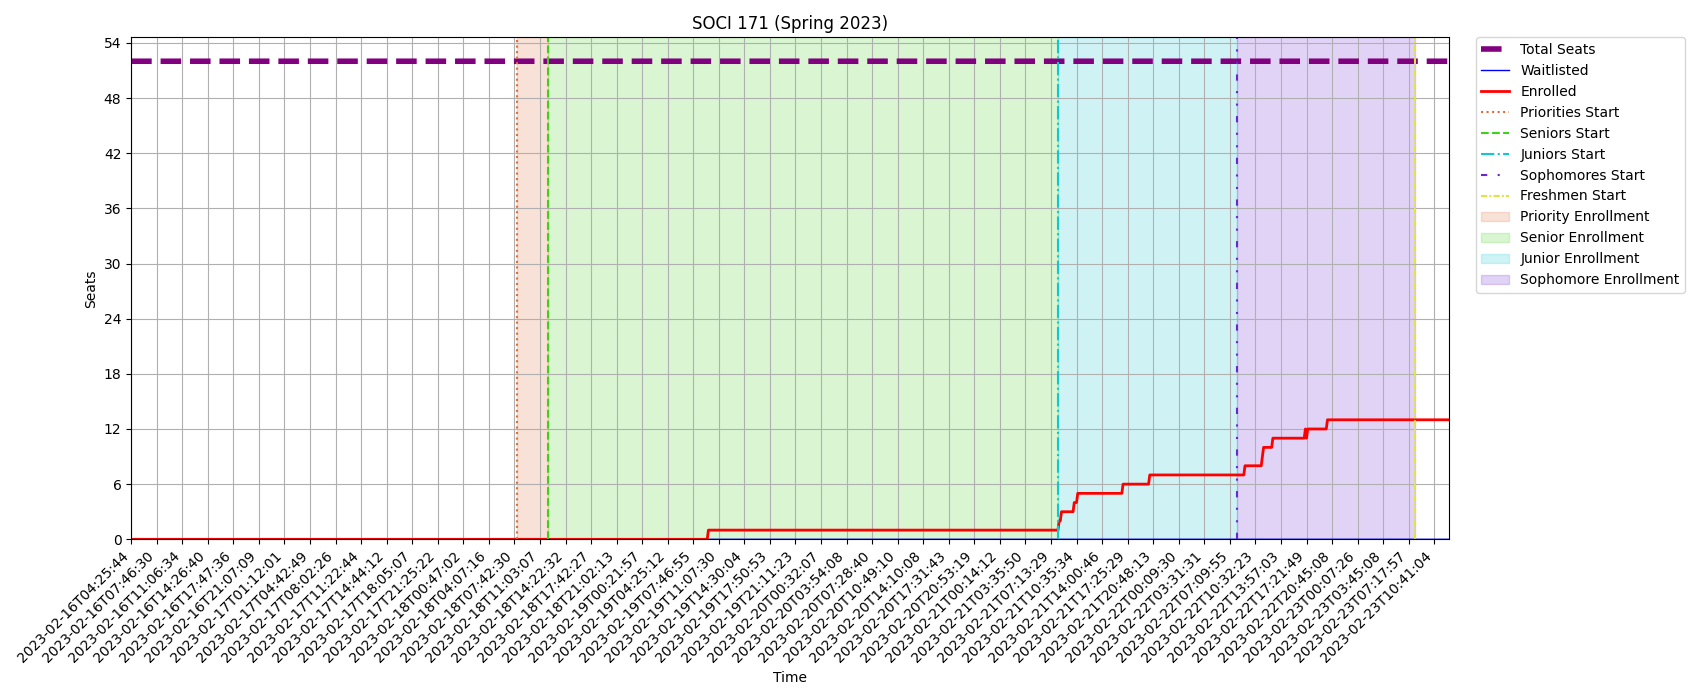 SOCI 171 (Spring 2023)
54
48
42
36
30
24
18
12
6
0
Seats
2023-02-16T04:25:44
2023-02-16T07:46:30
2023-02-16T11:06:34
2023-02-16T14:26:40
2023-02-16T17:47:36
2023-02-16T21:07:09
2023-02-17T01:12:01
2023-02-17T04:42:49
2023-02-17T08:02:26
2023-02-17T11:22:44
2023-02-17T14:44:12
2023-02-17T18:05:07
2023-02-17T21:25:22
2023-02-18T00:47:02
2023-02-18T04:07:16
2023-02-18T07:42:30
2023-02-18T11:03:07
2023-02-18T14:22:32
2023-02-18T17:42:27
2023-02-18T21:02:13
2023-02-19T00:21:57
2023-02-19T04:25:12
2023-02-19T07:46:55
2023-02-19T11:07:30
2023-02-19T14:30:04
2023-02-19T17:50:53
2023-02-19T21:11:23
2023-02-20T00:32:07
2023-02-20T03:54:08
2023-02-20T07:28:40
2023-02-20T10:49:10
2023-02-20T14:10:08
2023-02-20T17:31:43
2023-02-20T20:53:19
2023-02-21T00:14:12
2023-02-21T03:35:50
2023-02-21T07:13:29
2023-02-21T10:35:34
2023-02-21T14:00:46
2023-02-21T17:25:29
2023-02-21T20:48:13
2023-02-22T00:09:30
2023-02-22T03:31:31
2023-02-22T07:09:55
2023-02-22T10:32:23
2023-02-22T13:57:03
2023-02-22T17:21:49
2023-02-22T20:45:08
2023-02-23T00:07:26
2023-02-23T03:45:08
2023-02-23T07:17:57
2023-02-23T10:41:04
Time
Total Seats
Waitlisted
Enrolled
Priorities Start
Seniors Start
Juniors Start
Sophomores Start
Freshmen Start
Priority Enrollment
Senior Enrollment
Junior Enrollment
Sophomore Enrollment